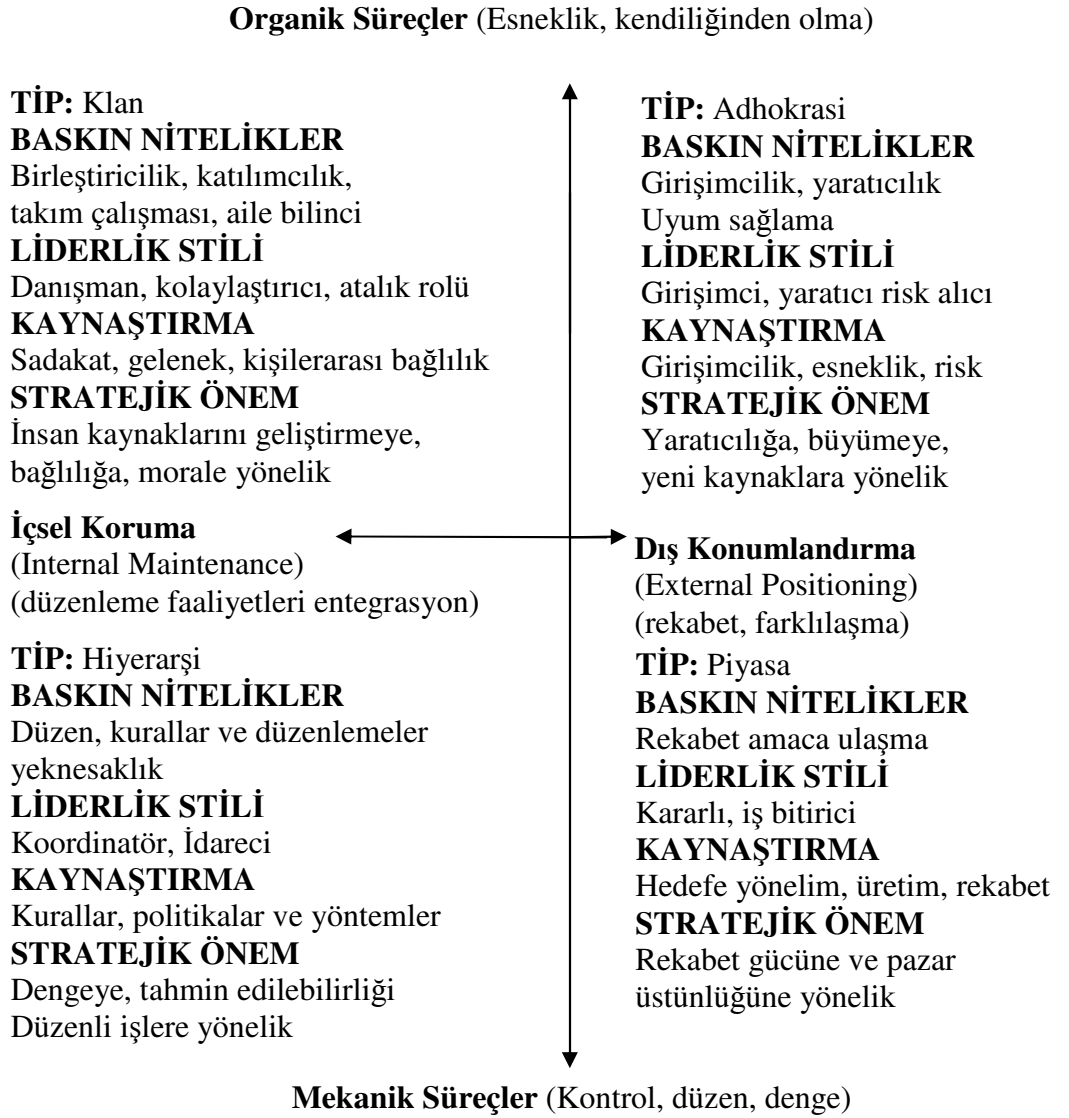 Organik Süreçler (Esneklik, kendiliğinden olma)
TİP: Klan
BASKIN NİTELİKLER
Birleştiricilik, katılımcılık,
takım çalışması, aile bilinci
LİDERLİK STİLİ
Danışman, kolaylaştırıcı, atalık rolü
KAYNAŞTIRMA
Sadakat, gelenek, kişilerarası bağlılık
STRATEJİK ÖNEM
İnsan kaynaklarını geliştirmeye,
bağlılığa, morale yönelik
TİP: Adhokrasi
BASKIN NİTELİKLER
Girişimcilik, yaratıcılık
Uyum sağlama
LİDERLİK STİLİ
Girişimci, yaratıcı risk alıcı
KAYNAŞTIRMA
Girişimcilik, esneklik, risk
STRATEJİK ÖNEM
Yaratıcılığa, büyümeye,
yeni kaynaklara yönelik
İçsel Koruma
(Internal Maintenance)
(düzenleme faaliyetleri entegrasyon)
Dış Konumlandırma
(External Positioning)
(rekabet, farklılaşma)
TİP: Hiyerarşi
BASKIN NİTELİKLER
Düzen, kurallar ve düzenlemeler
yeknesaklık
LİDERLİK STİLİ
Koordinatör, İdareci
KAYNAŞTIRMA
Kurallar, politikalar ve yöntemler
STRATEJİK ÖNEM
Dengeye, tahmin edilebilirliği
Düzenli işlere yönelik
TİP: Piyasa
BASKIN NİTELİKLER
Rekabet amaca ulaşma
LİDERLİK STİLİ
Kararlı, iş bitirici
KAYNAŞTIRMA
Hedefe yönelim, üretim, rekabet
STRATEJİK ÖNEM
Rekabet gücüne ve pazar
üstünlüğüne yönelik
Mekanik Süreçler (Kontrol, düzen, denge)